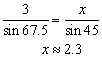 3/sin 67.5 = x/sin 45
x ≈ 2.3